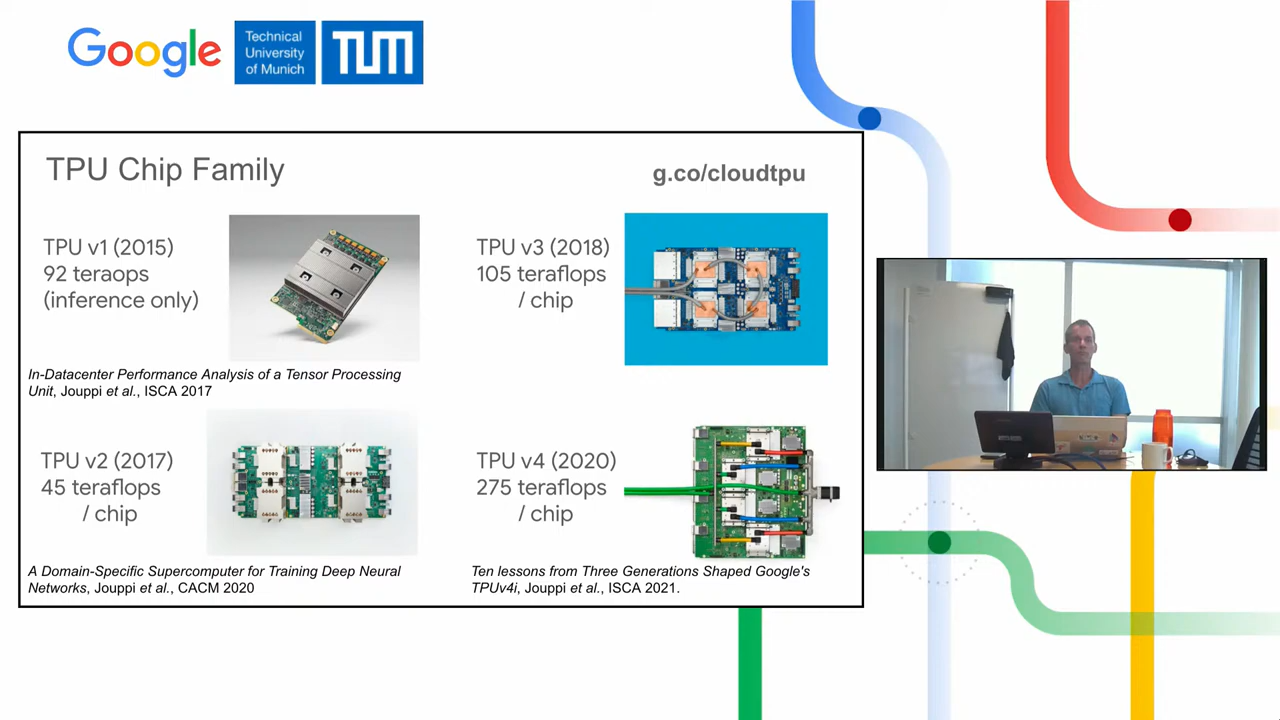 Google
Technical
University
of Munich
TUM
TPU Chip Family
g.co/cloudtpu
TPU v1 (2015)
92 teraops
(inference only)
In-Datacenter Performance Analysis of a Tensor Processing
Unit, Jouppi et al., ISCA 2017
TPU v2 (2017)
45 teraflops
/ chip
A Domain-Specific Supercomputer for Training Deep Neural
Networks, Jouppi et al., CACM 2020
TPU v3 (2018)
105 teraflops
/ chip
TPU v4 (2020)
275 teraflops
/ chip
Ten lessons from Three Generations Shaped Google's
TPUv4i, Jouppi et al., ISCA 2021.